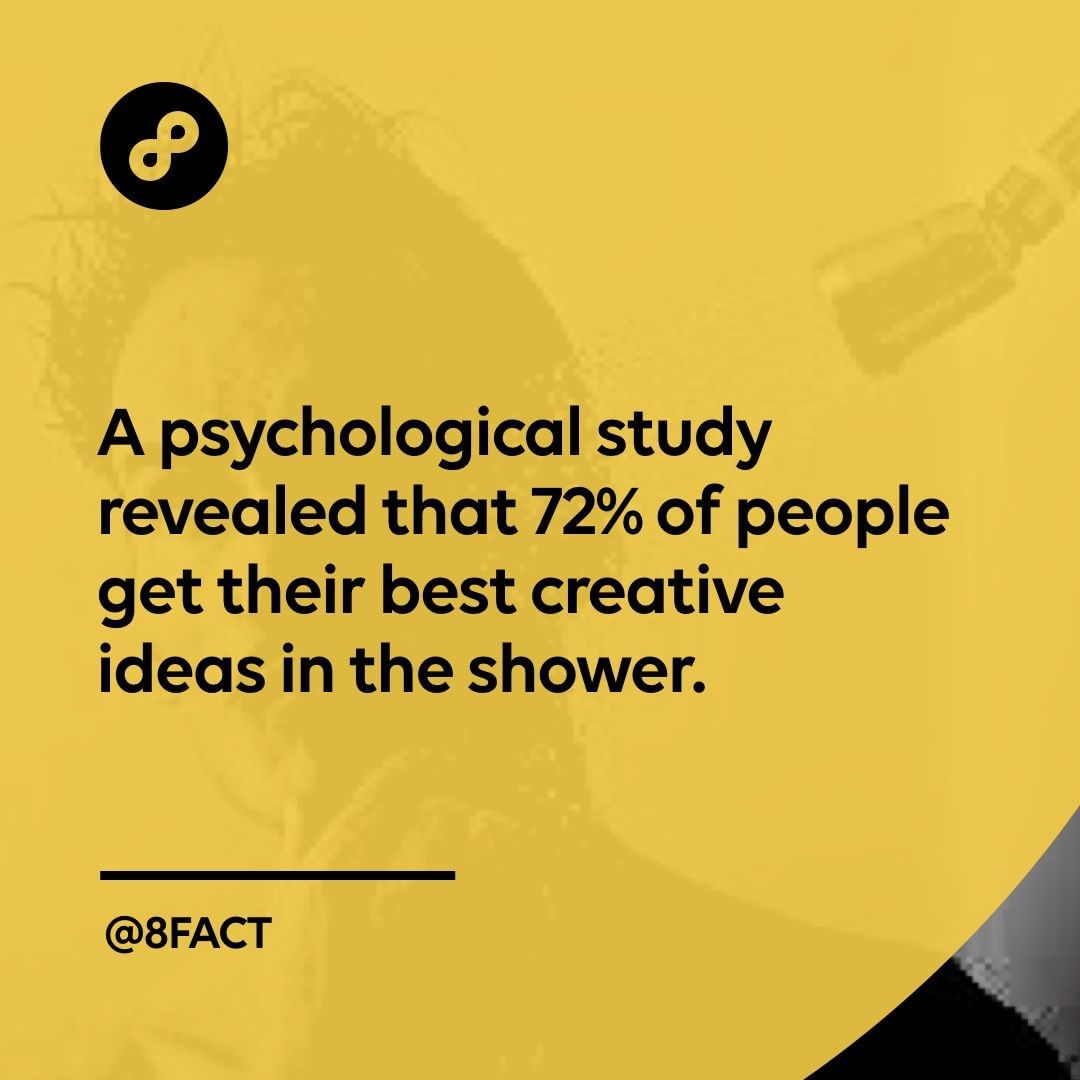 A psychological study
revealed that 72% of people
get their best creative
ideas in the shower.
@8FACT